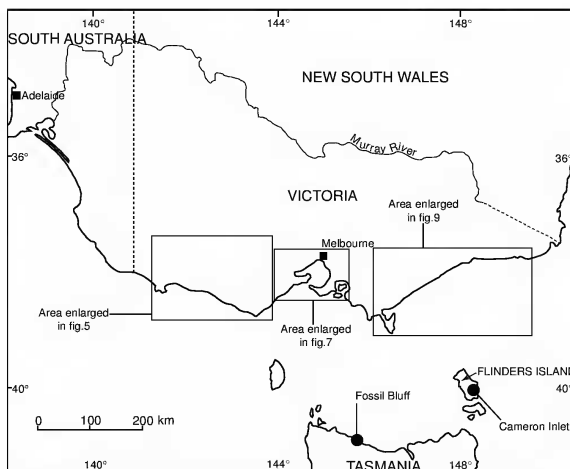 140° 144° 148°
SOUTH AUSTRALIA
NEW SOUTH WALES
Adelaide
Murray River
36° 36°
VICTORIA
Area enlarged
in fig.9
Melbourne
Area enlarged
in fig.5
Area enlarged
in fig.7
FLINDERS ISLAND
40° 40°
Fossil Bluff
Cameron Inlet
0 100 200 km
140° 144° 148°
TASMANIA